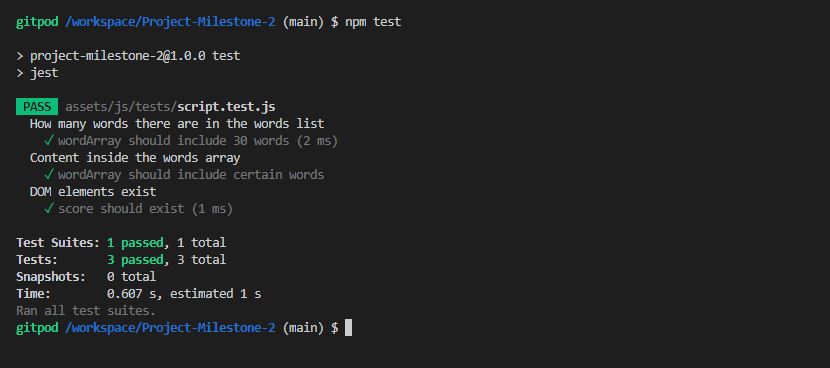 gitpod /workspace/Project-Milestone-2 (main) $ npm test
> project-milestone-2@1.0.0 test
> jest
PASS assets/js/tests/script.test.js
How many words there are in the words list
✓ wordArray should include 30 words (2 ms)
Content inside the words array
✓ wordArray should include certain words
DOM elements exist
✓ score should exist (1 ms)
Test Suites: 1 passed, 1 total
Tests: 3 passed, 3 total
Snapshots: 0 total
Time: 0.607 s, estimated 1 s
Ran all test suites.
gitpod /workspace/Project-Milestone-2 (main) $